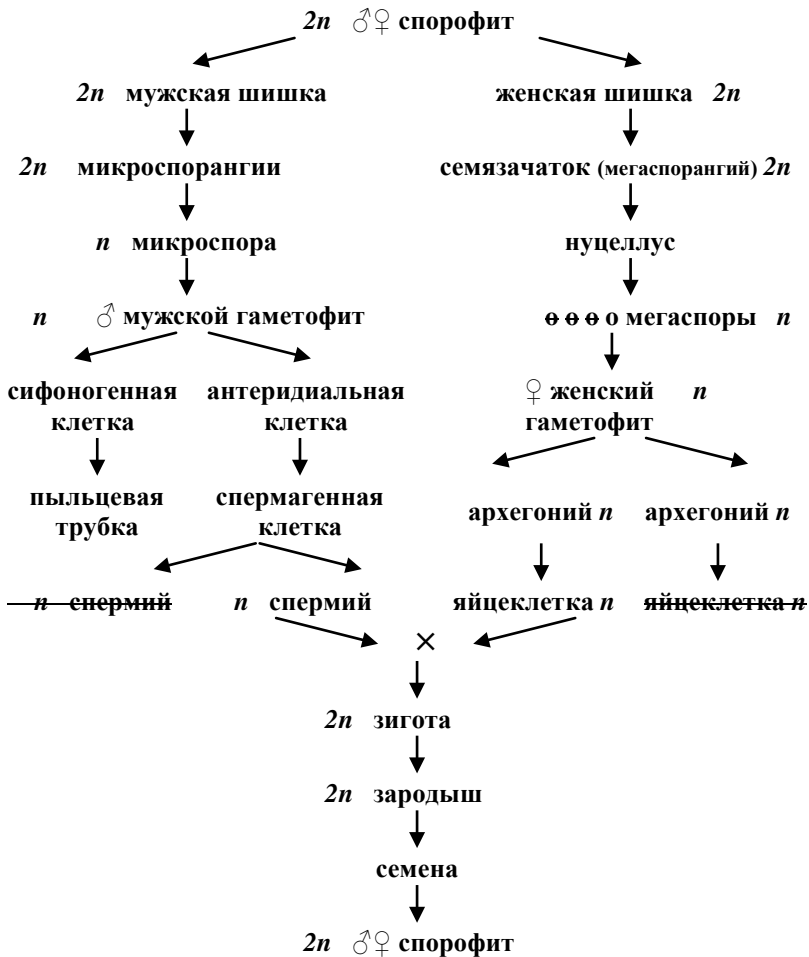 2n ♂♀ спорофит
2n мужская шишка женская шишка 2n
2n микроспорангии семязачаток (мегаспорангий) 2n
n микроспора нуцеллус
n ♂ мужской гаметофит ө ө ө о мегаспоры n
сифоногенная антеридиальная ♀ женский n
клетка клетка гаметофит
пыльцевая спермагенная архегоний n архегоний n
трубка клетка
n спермий n спермий яйцеклетка n яйцеклетка n
×
2n зигота
2n зародыш
семена
2n ♂♀ спорофит